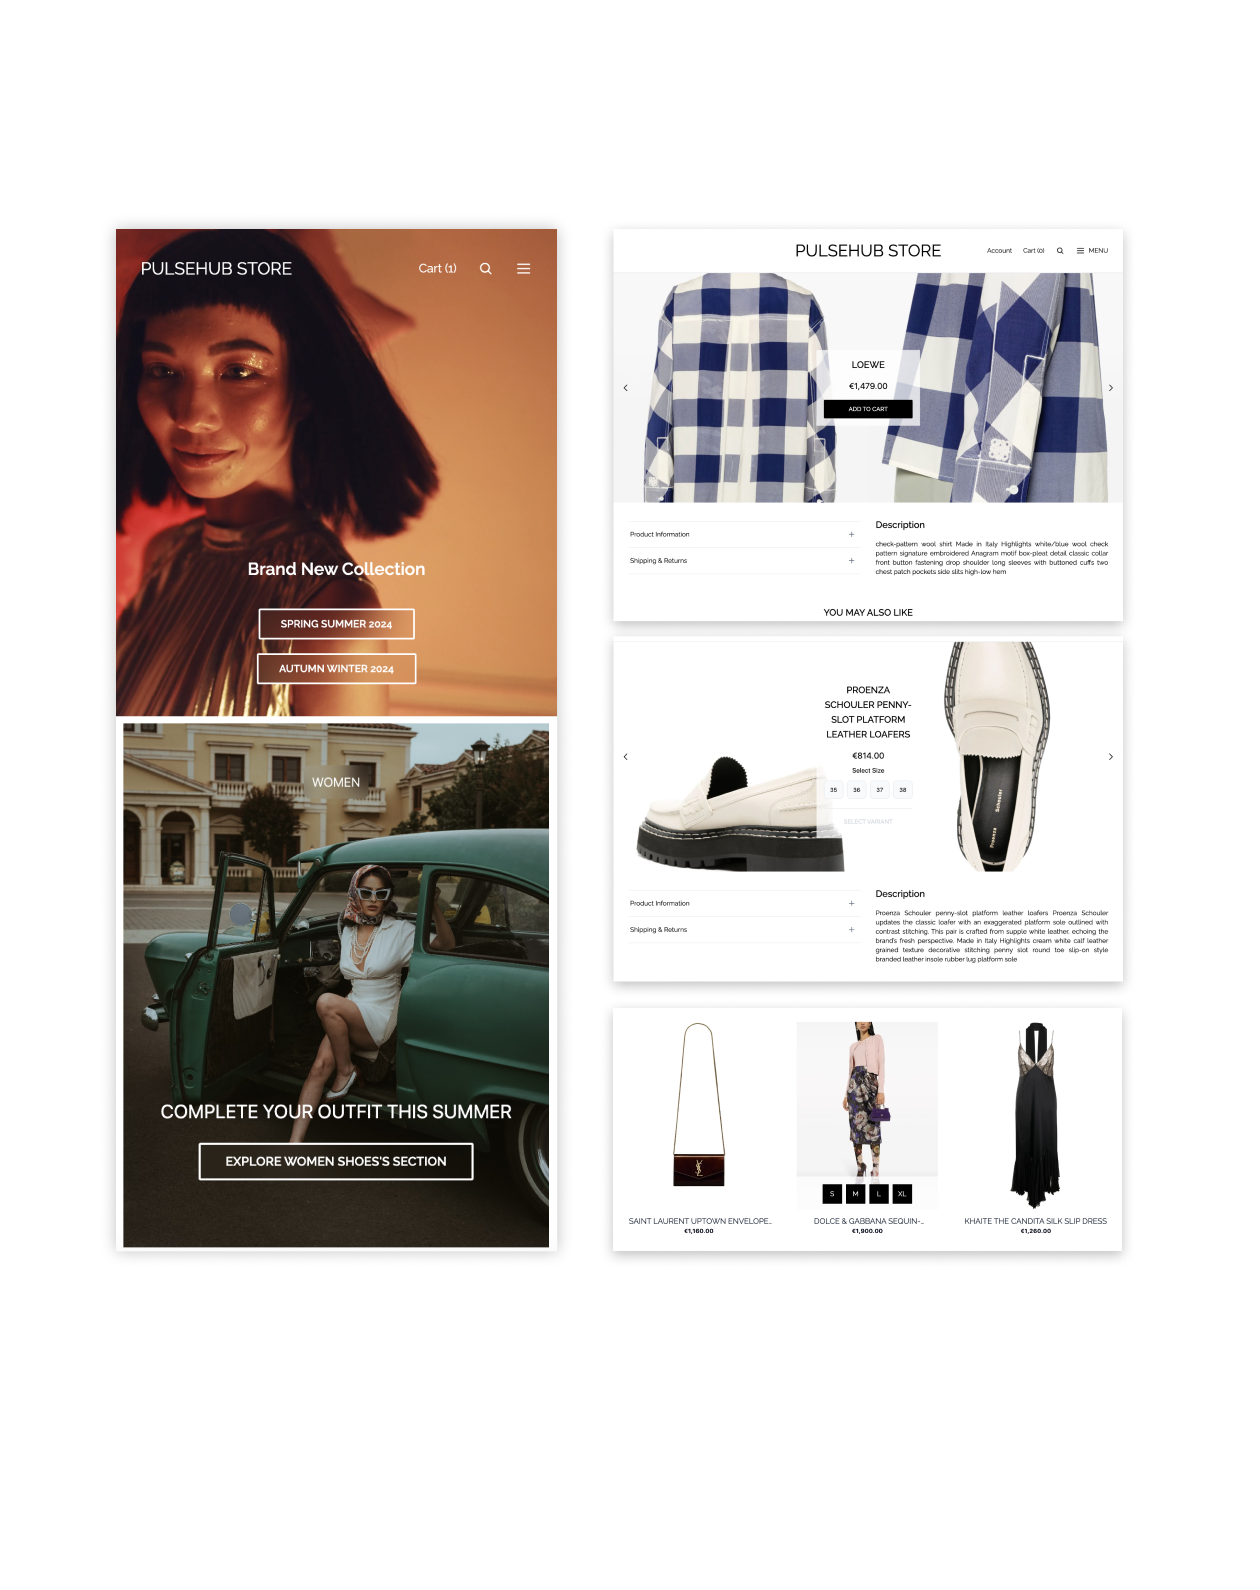 PULSEHUB STORE
Cart (1)
Brand New Collection
SPRING SUMMER 2024
AUTUMN WINTER 2024
WOMEN
COMPLETE YOUR OUTFIT THIS SUMMER
EXPLORE WOMEN SHOES'S SECTION
PULSEHUB STORE
Account Cart (0) MENU
LOEWE
€1,479.00
ADD TO CART
Product Information +
Shipping & Returns +
Description
check-pattern wool shirt Made in Italy Highlights white/blue wool check
pattern signature embroidered Anagram motif box-pleat detail classic collar
front button fastening drop shoulder long sleeves with buttoned cuffs two
chest patch pockets side slits high-low hem
YOU MAY ALSO LIKE
PROENZA
SCHOULER PENNY-
SLOT PLATFORM
LEATHER LOAFERS
€814.00
Select Size
35 36 37 38
SELECT VARIANT
Proenza Schouler
Product Information +
Shipping & Returns +
Description
Proenza Schouler penny-slot platform leather loafers Proenza Schouler
updates the classic loafer with an exaggerated platform sole outlined with
contrast stitching. This pair is crafted from supple white leather, echoing the
brand's fresh perspective. Made in Italy Highlights cream white calf leather
grained texture decorative stitching penny slot round toe slip-on style
branded leather insole rubber lug platform sole
S M L XL
SAINT LAURENT UPTOWN ENVELOPE…
€1,160.00
DOLCE & GABBANA SEQUIN-…
€1,900.00
KHAITE THE CANDITA SILK SLIP DRESS
€1,260.00